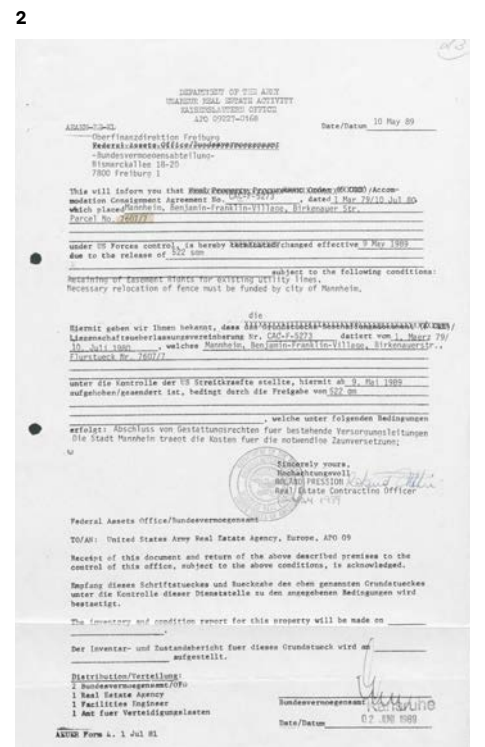 2
DEPARTMENT OF THE ARMY
USAREUR REAL ESTATE ACTIVITY
KAISERSLAUTERN OFFICE
APO 09227-0168
Date/Datum 10 May 89
Oberfinanzdirektion Freiburg
Federal Assets Office/Bundesvermoegensamt
-Bundesvermoegensabteilung-
Bismarckallee 18-20
7800 Freiburg 1
This will inform you that /Accom-
modation Consignment Agreement No. CAC-F-5273, dated 1 Mar 79/10 Jul 80,
which placed Mannheim, Benjamin-Franklin-Village, Birkenauer Str.
Parcel No. 7607/7
under US Forces control, is hereby terminated/changed effective 9 May 1989
due to the release of 522 sqm
subject to the following conditions:
Retaining of Easement Rights for existing utility lines.
Necessary relocation of fence must be funded by city of Mannheim.
die
Hiermit geben wir Ihnen bekannt, dass
Liegenschaftsueberlassungsvereinbarung Nr. CAC-F-5273 datiert vom 1. Maerz 79/
10. Juli 1980, welches Mannheim, Benjamin-Franklin-Village, Birkenauerstr.,
Flurstueck Nr. 7607/7
unter die Kontrolle der US Streitkraefte stellte, hiermit ab 9. Mai 1989
aufgehoben/geaendert ist, bedingt durch die Freigabe von 522 qm
, welche unter folgenden Bedingungen
erfolgt: Abschluss von Gestattungsrechten fuer bestehende Versorgungsleitungen
Die Stadt Mannheim traegt die Kosten fuer die notwendige Zaunversetzung;
Sincerely yours,
Hochachtungsvoll
ROLAND PRESSION
Real Estate Contracting Officer
Federal Assets Office/Bundesvermoegensamt
TO/AN: United States Army Real Estate Agency, Europe, APO 09
Receipt of this document and return of the above described premises to the
control of this office, subject to the above conditions, is acknowledged.
Empfang dieses Schriftstueckes und Rueckgabe des oben genannten Grundstueckes
unter die Kontrolle dieser Dienststelle zu den angegebenen Bedingungen wird
bestaetigt.
The inventory and condition report for this property will be made on
Der Inventar- und Zustandsbericht fuer dieses Grundstueck wird am
aufgestellt.
Distribution/Verteilung:
2 Bundesvermoegensamt/OFD
1 Real Estate Agency
1 Facilities Engineer
1 Amt fuer Verteidigungslasten
Bundesvermoegensamt Karlsruhe
Date/Datum 02. JUNI 1989
AEUER Form 4, 1 Jul 81